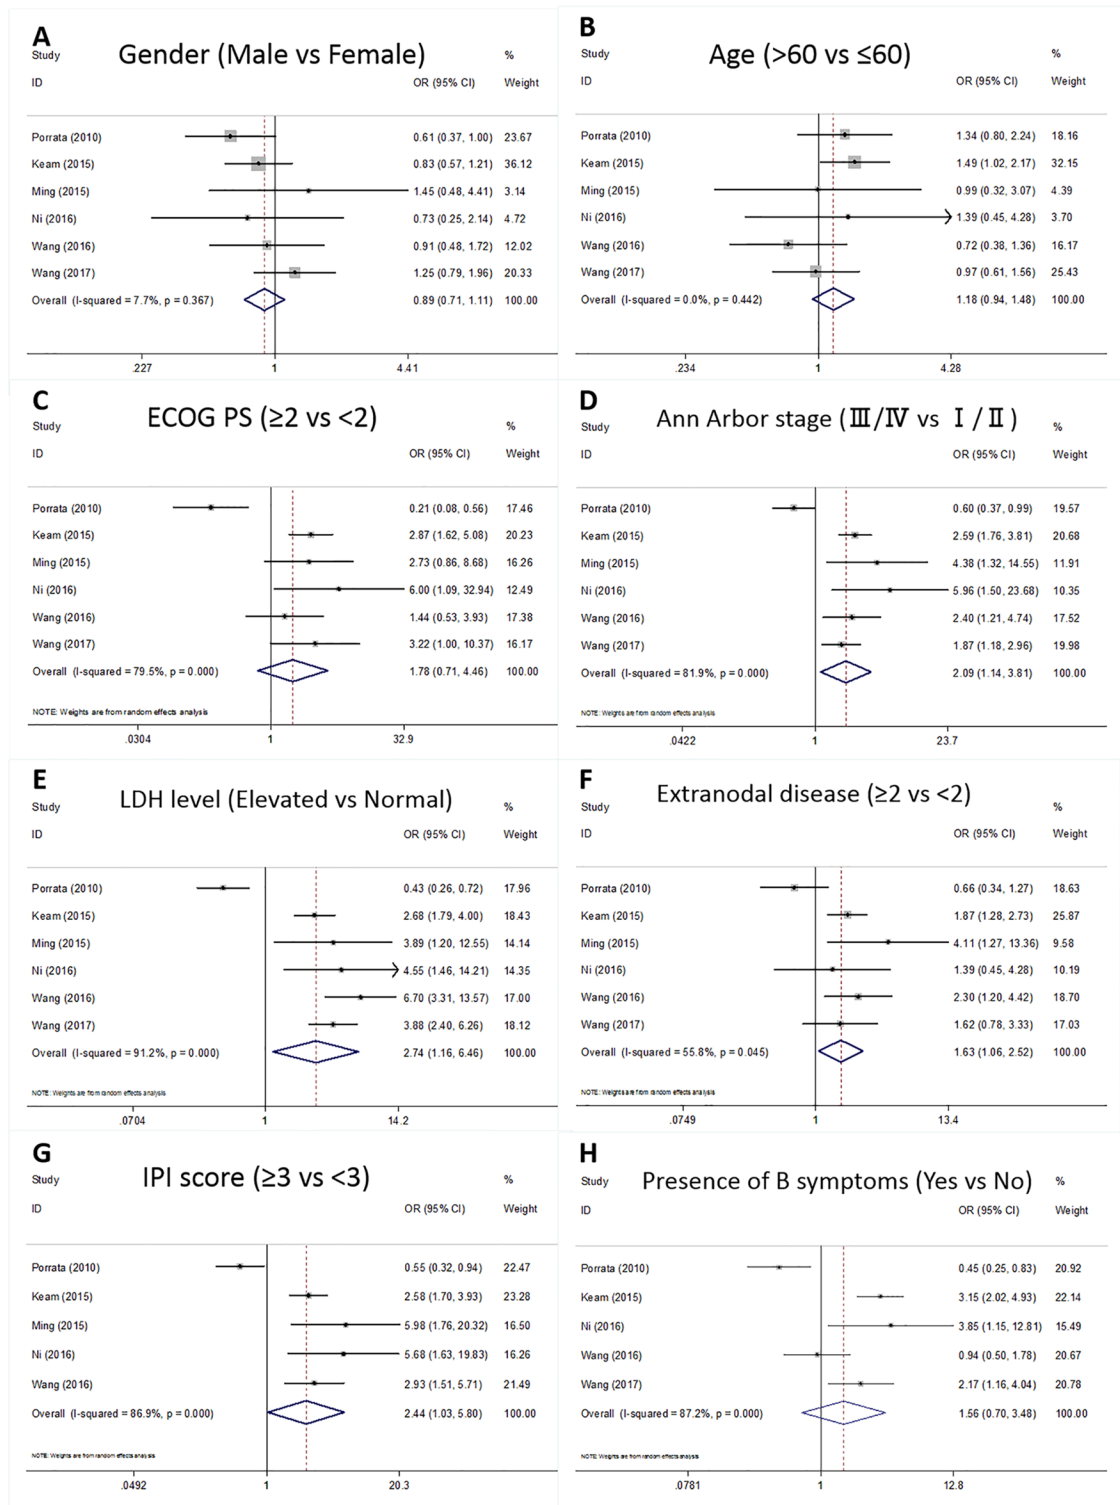 A
Gender (Male vs Female)
Study %
ID OR (95% CI) Weight
Porrata (2010) 0.61 (0.37, 1.00) 23.67
Keam (2015) 0.83 (0.57, 1.21) 36.12
Ming (2015) 1.45 (0.48, 4.41) 3.14
Ni (2016) 0.73 (0.25, 2.14) 4.72
Wang (2016) 0.91 (0.48, 1.72) 12.02
Wang (2017) 1.25 (0.79, 1.96) 20.33
Overall (I-squared = 7.7%, p = 0.367) 0.89 (0.71, 1.11) 100.00
.227 1 4.41
B
Age (>60 vs ≤60)
Study %
ID OR (95% CI) Weight
Porrata (2010) 1.34 (0.80, 2.24) 18.16
Keam (2015) 1.49 (1.02, 2.17) 32.15
Ming (2015) 0.99 (0.32, 3.07) 4.39
Ni (2016) 1.39 (0.45, 4.28) 3.70
Wang (2016) 0.72 (0.38, 1.36) 16.17
Wang (2017) 0.97 (0.61, 1.56) 25.43
Overall (I-squared = 0.0%, p = 0.442) 1.18 (0.94, 1.48) 100.00
.234 1 4.28
C
ECOG PS (≥2 vs <2)
Study %
ID OR (95% CI) Weight
Porrata (2010) 0.21 (0.08, 0.56) 17.46
Keam (2015) 2.87 (1.62, 5.08) 20.23
Ming (2015) 2.73 (0.86, 8.68) 16.26
Ni (2016) 6.00 (1.09, 32.94) 12.49
Wang (2016) 1.44 (0.53, 3.93) 17.38
Wang (2017) 3.22 (1.00, 10.37) 16.17
Overall (I-squared = 79.5%, p = 0.000) 1.78 (0.71, 4.46) 100.00
NOTE: Weights are from random effects analysis
.0304 1 32.9
D
Ann Arbor stage (Ⅲ/Ⅳ vs Ⅰ/Ⅱ)
Study %
ID OR (95% CI) Weight
Porrata (2010) 0.60 (0.37, 0.99) 19.57
Keam (2015) 2.59 (1.76, 3.81) 20.68
Ming (2015) 4.38 (1.32, 14.55) 11.91
Ni (2016) 5.96 (1.50, 23.68) 10.35
Wang (2016) 2.40 (1.21, 4.74) 17.52
Wang (2017) 1.87 (1.18, 2.96) 19.98
Overall (I-squared = 81.9%, p = 0.000) 2.09 (1.14, 3.81) 100.00
NOTE: Weights are from random effects analysis
.0422 1 23.7
E
LDH level (Elevated vs Normal)
Study %
ID OR (95% CI) Weight
Porrata (2010) 0.43 (0.26, 0.72) 17.96
Keam (2015) 2.68 (1.79, 4.00) 18.43
Ming (2015) 3.89 (1.20, 12.55) 14.14
Ni (2016) 4.55 (1.46, 14.21) 14.35
Wang (2016) 6.70 (3.31, 13.57) 17.00
Wang (2017) 3.88 (2.40, 6.26) 18.12
Overall (I-squared = 91.2%, p = 0.000) 2.74 (1.16, 6.46) 100.00
NOTE: Weights are from random effects analysis
.0704 1 14.2
F
Extranodal disease (≥2 vs <2)
Study %
ID OR (95% CI) Weight
Porrata (2010) 0.66 (0.34, 1.27) 18.63
Keam (2015) 1.87 (1.28, 2.73) 25.87
Ming (2015) 4.11 (1.27, 13.36) 9.58
Ni (2016) 1.39 (0.45, 4.28) 10.19
Wang (2016) 2.30 (1.20, 4.42) 18.70
Wang (2017) 1.62 (0.78, 3.33) 17.03
Overall (I-squared = 55.8%, p = 0.045) 1.63 (1.06, 2.52) 100.00
NOTE: Weights are from random effects analysis
.0749 1 13.4
G
IPI score (≥3 vs <3)
Study %
ID OR (95% CI) Weight
Porrata (2010) 0.55 (0.32, 0.94) 22.47
Keam (2015) 2.58 (1.70, 3.93) 23.28
Ming (2015) 5.98 (1.76, 20.32) 16.50
Ni (2016) 5.68 (1.63, 19.83) 16.26
Wang (2016) 2.93 (1.51, 5.71) 21.49
Overall (I-squared = 86.9%, p = 0.000) 2.44 (1.03, 5.80) 100.00
NOTE: Weights are from random effects analysis
.0492 1 20.3
H
Presence of B symptoms (Yes vs No)
Study %
ID OR (95% CI) Weight
Porrata (2010) 0.45 (0.25, 0.83) 20.92
Keam (2015) 3.15 (2.02, 4.93) 22.14
Ni (2016) 3.85 (1.15, 12.81) 15.49
Wang (2016) 0.94 (0.50, 1.78) 20.67
Wang (2017) 2.17 (1.16, 4.04) 20.78
Overall (I-squared = 87.2%, p = 0.000) 1.56 (0.70, 3.48) 100.00
NOTE: Weights are from random effects analysis
.0781 1 12.8